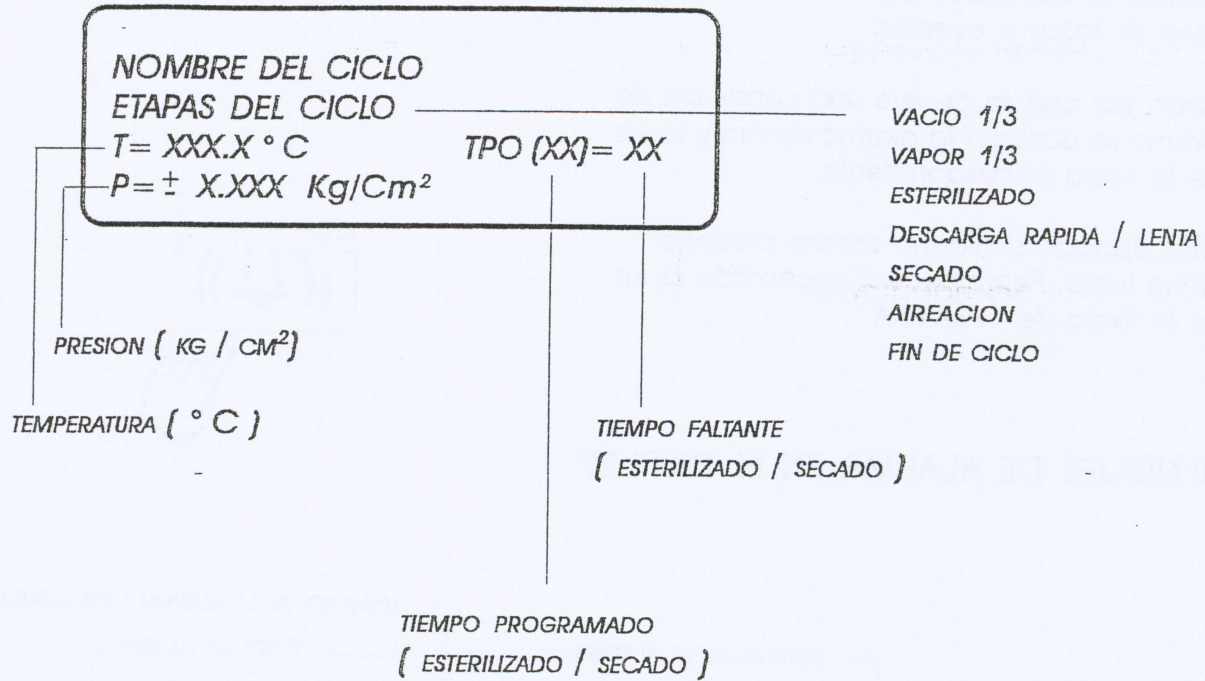 NOMBRE DEL CICLO
ETAPAS DEL CICLO
T= XXX.X °C TPO (XX)= XX
P= ± X.XXX Kg/Cm²
VACIO 1/3
VAPOR 1/3
ESTERILIZADO
DESCARGA RAPIDA / LENTA
SECADO
AIREACION
FIN DE CICLO
PRESION ( KG / CM²)
TEMPERATURA ( °C )
TIEMPO FALTANTE
( ESTERILIZADO / SECADO )
TIEMPO PROGRAMADO
( ESTERILIZADO / SECADO )